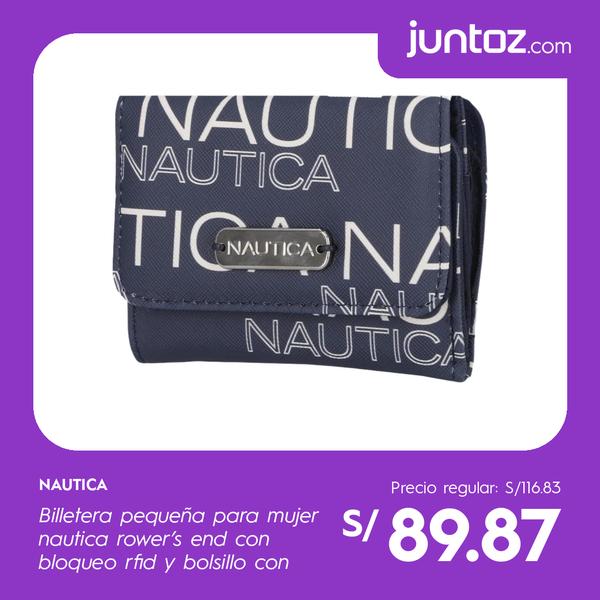 juntoz.com
NAUTIC
NAUTICA
TICA NA
NAUTICA
NAU
NAUTICA
NAUTICA
Precio regular: S/116.83
Billetera pequeña para mujer
nautica rower's end con
bloqueo rfid y bolsillo con
S/ 89.87